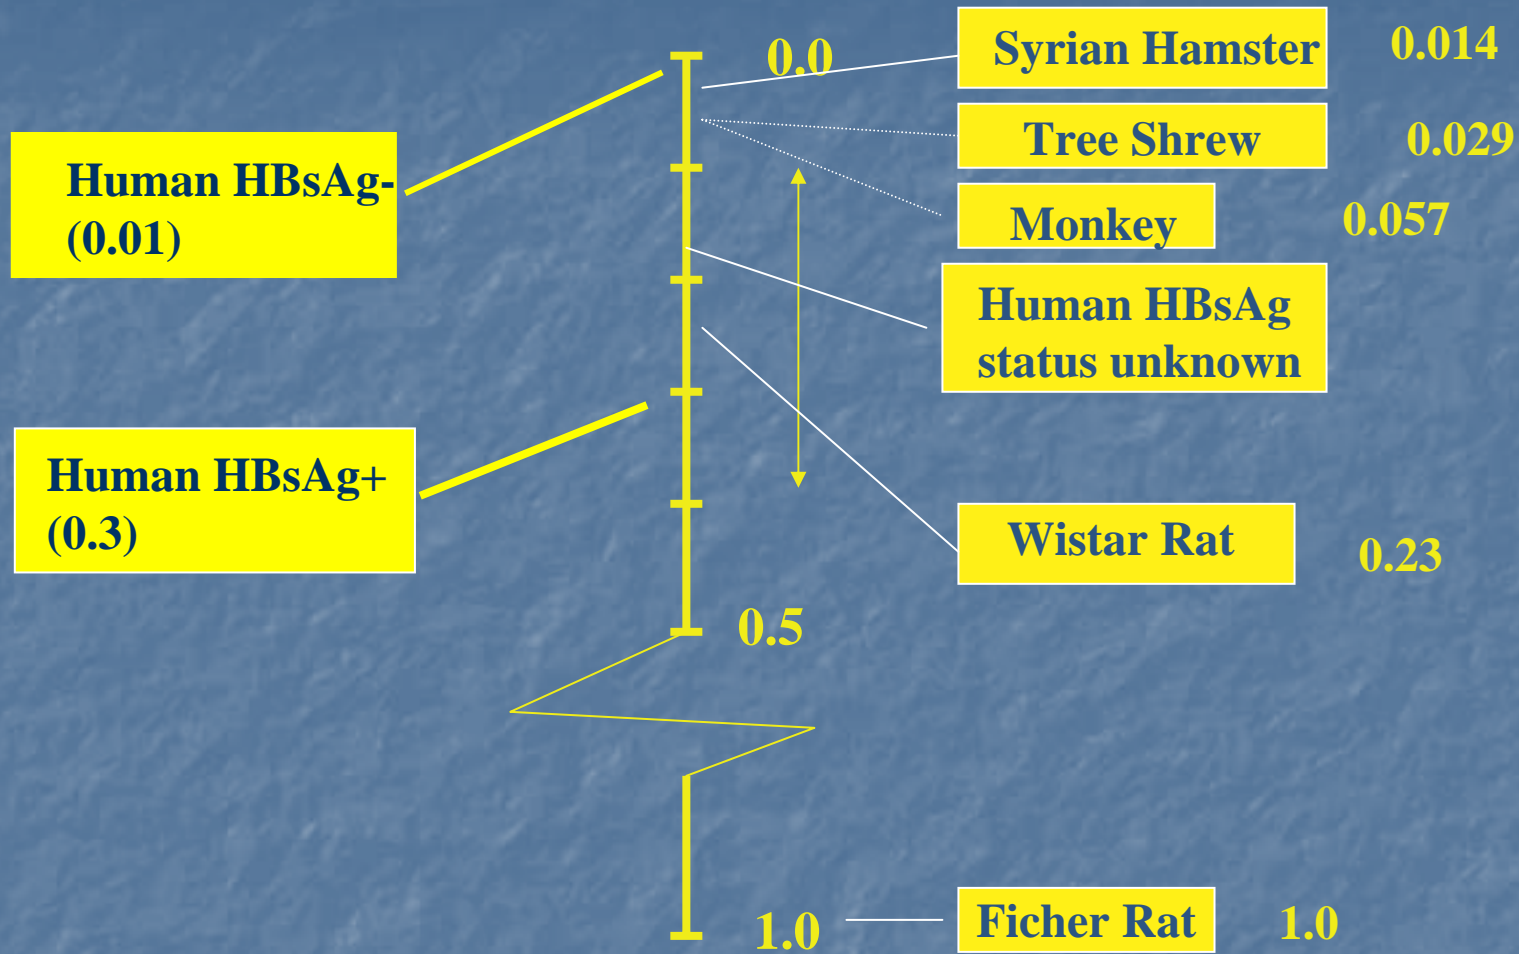 0.0
Syrian Hamster
0.014
Tree Shrew
0.029
Human HBsAg-
(0.01)
Monkey
0.057
Human HBsAg
status unknown
Human HBsAg+
(0.3)
Wistar Rat
0.23
0.5
1.0
Ficher Rat
1.0